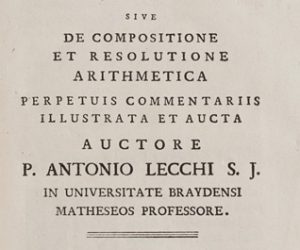 SIVE
DE COMPOSITIONE
ET RESOLUTIONE
ARITHMETICA
PERPETUIS COMMENTARIIS
ILLUSTRATA ET AUCTA
AUCTORE
P. ANTONIO LECCHI S. J.
IN UNIVERSITATE BRAYDENSI
MATHESEOS PROFESSORE.